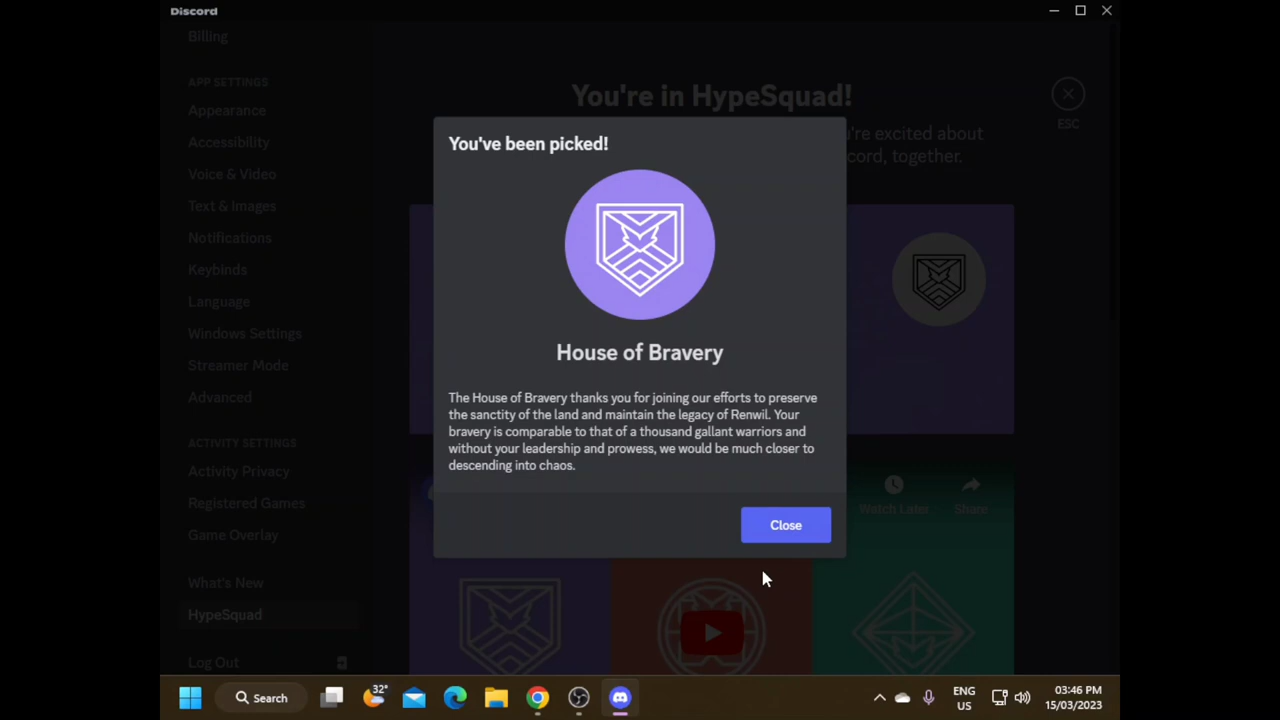 Discord
Billing
APP SETTINGS
Appearance
Accessibility
Voice & Video
Text & Images
Notifications
Keybinds
Language
Windows Settings
Streamer Mode
Advanced
ACTIVITY SETTINGS
Activity Privacy
Registered Games
Game Overlay
What's New
HypeSquad
Log Out
You're in HypeSquad!
're excited about
cord, together.
ESC
You've been picked!
House of Bravery
The House of Bravery thanks you for joining our efforts to preserve
the sanctity of the land and maintain the legacy of Renwil. Your
bravery is comparable to that of a thousand gallant warriors and
without your leadership and prowess, we would be much closer to
descending into chaos.
Close
Watch Later
Share
Search
32°
ENG
US
03:46 PM
15/03/2023